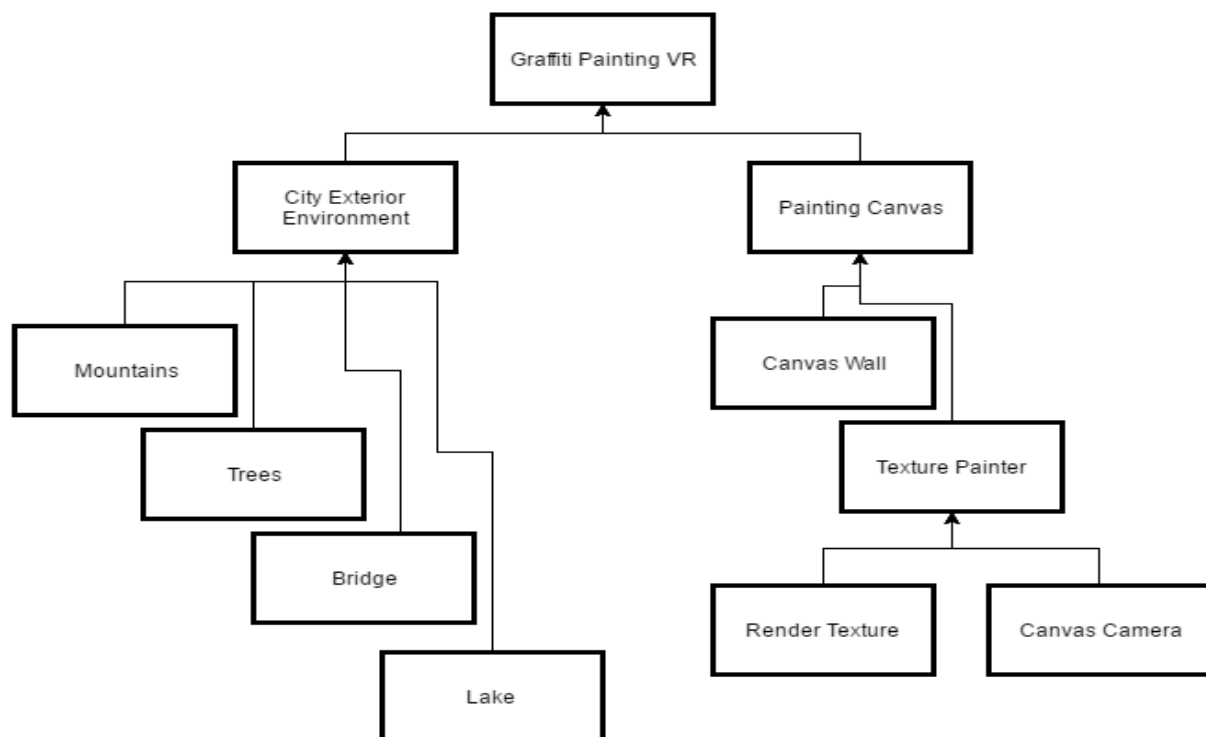 Graffiti Painting VR
City Exterior
Environment
Painting Canvas
Mountains
Canvas Wall
Trees
Texture Painter
Bridge
Render Texture
Canvas Camera
Lake